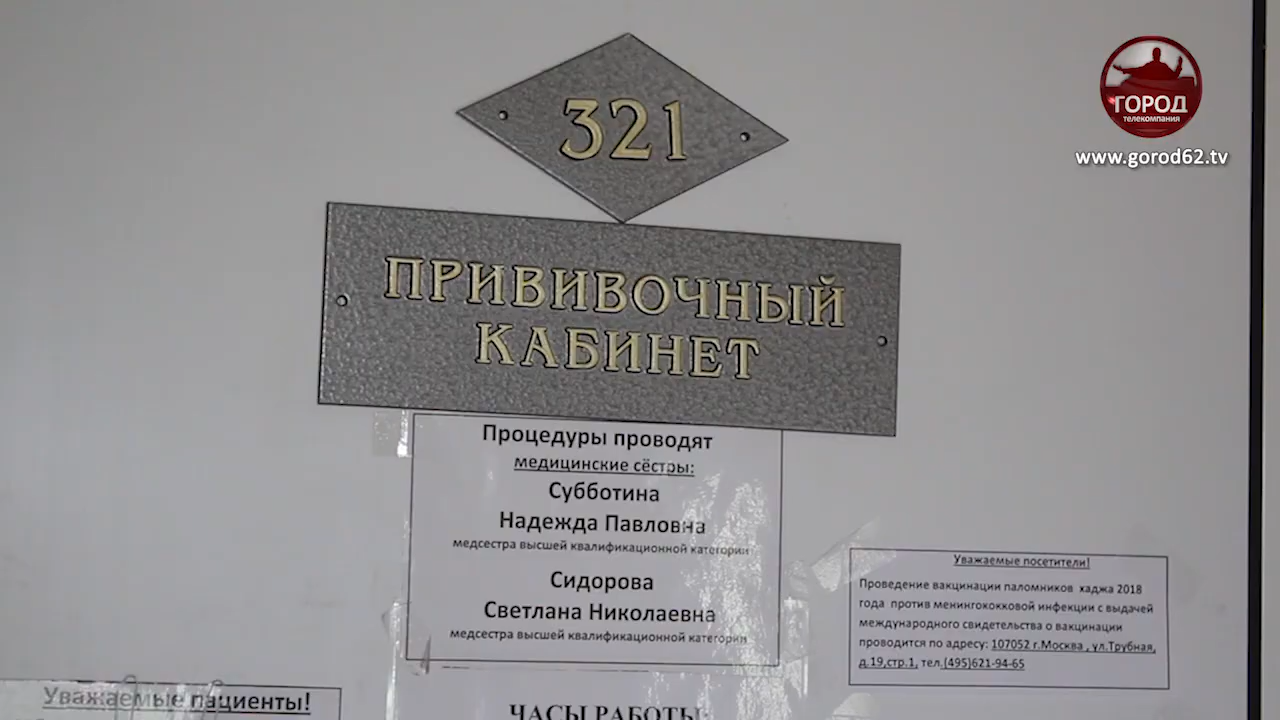 ГОРОД
телекомпания
www.gorod62.tv
321
ПРИВИВОЧНЫЙ
КАБИНЕТ
Процедуры проводят
медицинские сёстры:
Субботина
Надежда Павловна
медсестра высшей квалификационной категории
Сидорова
Светлана Николаевна
медсестра высшей квалификационной категории
Уважаемые посетители!
Проведение вакцинации паломников хаджа 2018
года против менингококковой инфекции с выдачей
международного свидетельства о вакцинации
проводится по адресу: 107052 г.Москва , ул.Трубная,
д.19,стр.1, тел.(495)621-94-65
Уважаемые пациенты!
ЧАСЫ РАБОТЫ: